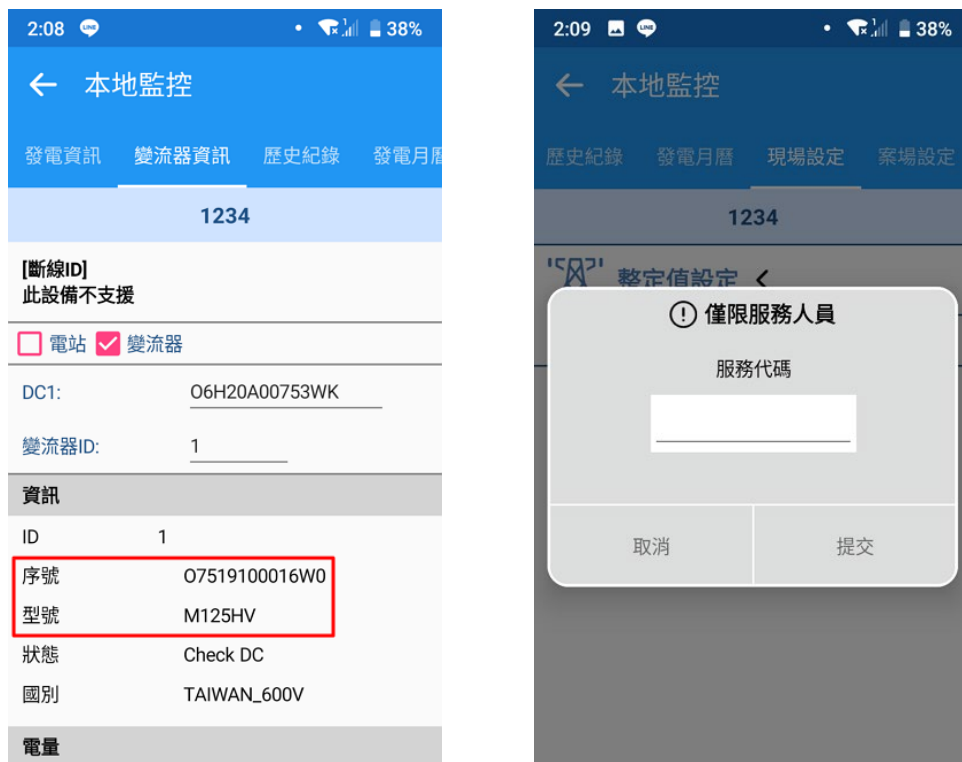 2:08
38%
本地監控
發電資訊 變流器資訊 歷史紀錄 發電月曆
1234
[斷線ID]
此設備不支援
電站 變流器
DC1: O6H20A00753WK
變流器ID: 1
資訊
ID 1
序號 O7519100016W0
型號 M125HV
狀態 Check DC
國別 TAIWAN_600V
電量
2:09
38%
本地監控
歷史紀錄 發電月曆 現場設定 案場設定
1234
整定值設定
僅限服務人員
服務代碼
取消 提交